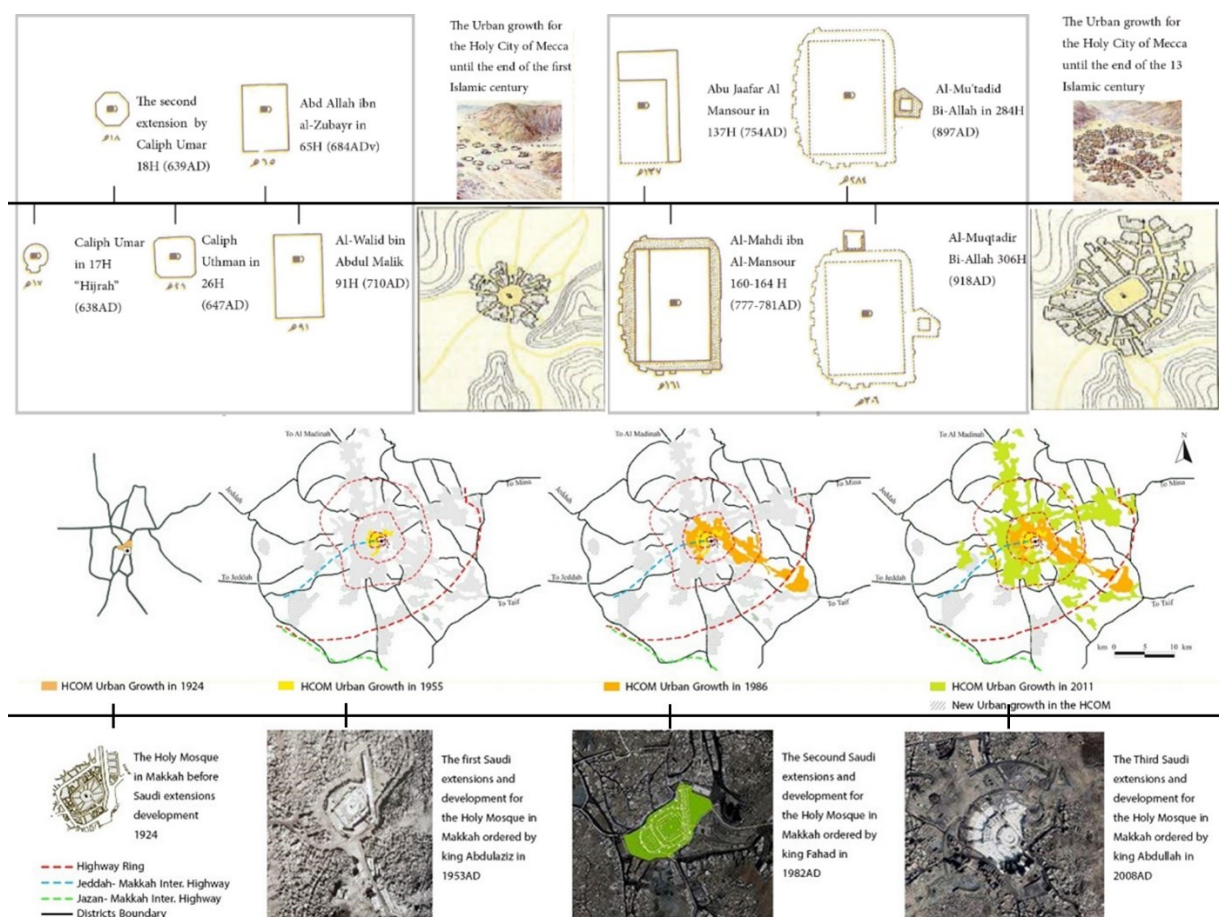 The second
extension by
Caliph Umar
18H (639AD)
١٨م
Abd Allah ibn
al-Zubayr in
65H (684ADv)
٦٥م
The Urban growth for
the Holy City of Mecca
until the end of the first
Islamic century
Abu Jaafar Al
Mansour in
137H (754AD)
١٣٧م
Al-Mu'tadid
Bi-Allah in 284H
(897AD)
٢٨٤م
The Urban growth for
the Holy City of Mecca
until the end of the 13
Islamic century
Caliph Umar
in 17H
"Hijrah"
(638AD)
١٧م
Caliph
Uthman in
26H
(647AD)
٢٦م
Al-Walid bin
Abdul Malik
91H (710AD)
٩١م
Al-Mahdi ibn
Al-Mansour
160-164 H
(777-781AD)
١٦١م
Al-Muqtadir
Bi-Allah 306H
(918AD)
٣٠٦م
To Al Madinah
Jeddah
To Mina
To Jeddah
To Taif
To Al Madinah
Jeddah
To Mina
To Jeddah
To Taif
To Al Madinah
N
Jeddah
To Mina
To Jeddah
To Taif
km 0 5 10 km
HCOM Urban Growth in 1924
HCOM Urban Growth in 1955
HCOM Urban Growth in 1986
HCOM Urban Growth in 2011
New Urban growth in the HCOM
The Holy Mosque
in Makkah before
Saudi extensions
development
1924
The first Saudi
extensions and
development for
the Holy Mosque in
Makkah ordered by
king Abdulaziz in
1953AD
The Second Saudi
extensions and
development for the
Holy Mosque in
Makkah ordered by
king Fahad in
1982AD
The Third Saudi
extensions and
development for the
Holy Mosque in
Makkah ordered by
king Abdullah in
2008AD
Highway Ring
Jeddah- Makkah Inter. Highway
Jazan- Makkah Inter. Highway
Districts Boundary